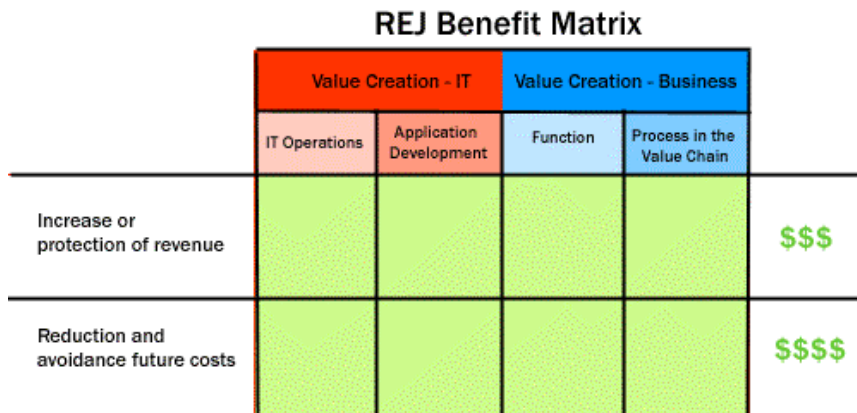 REJ Benefit Matrix
Value Creation - IT
Value Creation - Business
IT Operations
Application
Development
Function
Process in the
Value Chain
Increase or
protection of revenue
$$$
Reduction and
avoidance future costs
$$$$